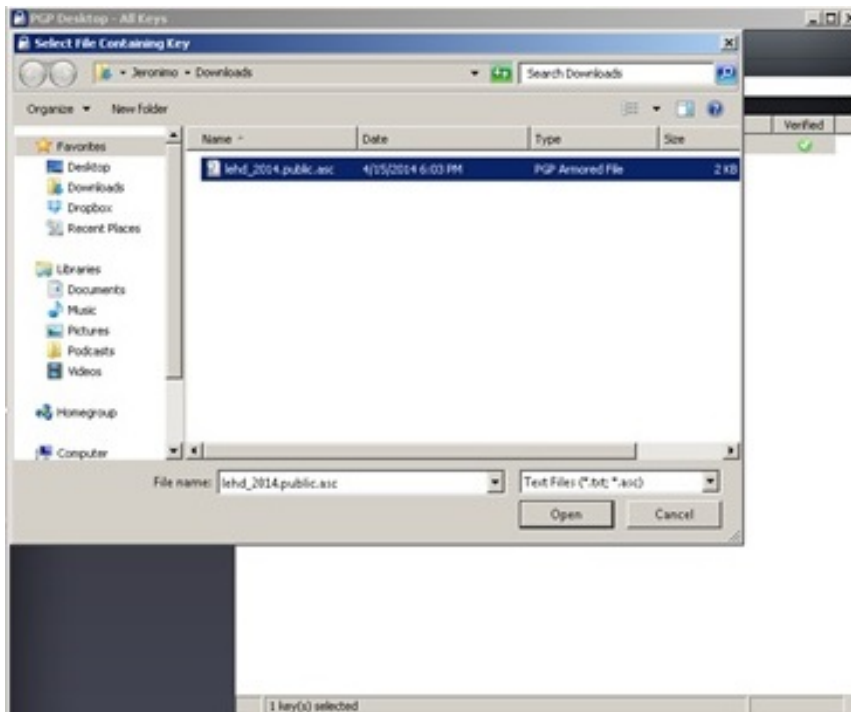 PGP Desktop - All Keys
Select File Containing Key
Jeronimo
Downloads
Search Downloads
Organize
New folder
Name
Date
Type
Size
Verified
lehd_2014.public.asc
4/15/2014 6:03 PM
PGP Armored File
2 KB
Favorites
Desktop
Downloads
Dropbox
Recent Places
Libraries
Documents
Music
Pictures
Podcasts
Videos
Homegroup
Computer
File name:
lehd_2014.public.asc
Text Files (*.txt; *.asc)
Open
Cancel
1 key(s) selected